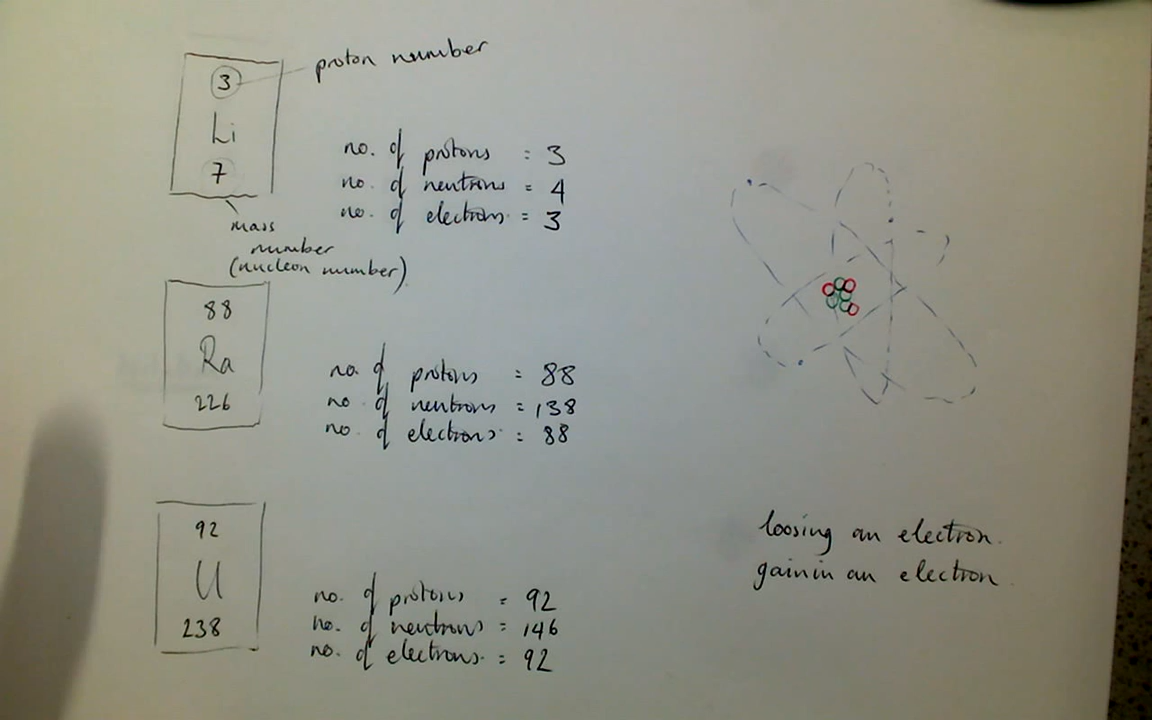 3
proton number
Li
7
mass
number
(nucleon number)
no. of protons : 3
no. of neutrons = 4
no. of electrons = 3
88
Ra
226
no. of protons = 88
no. of neutrons = 138
no. of electrons = 88
92
U
238
no. of protons = 92
no. of neutrons = 146
no. of electrons = 92
loosing an electron.
gainin an electron